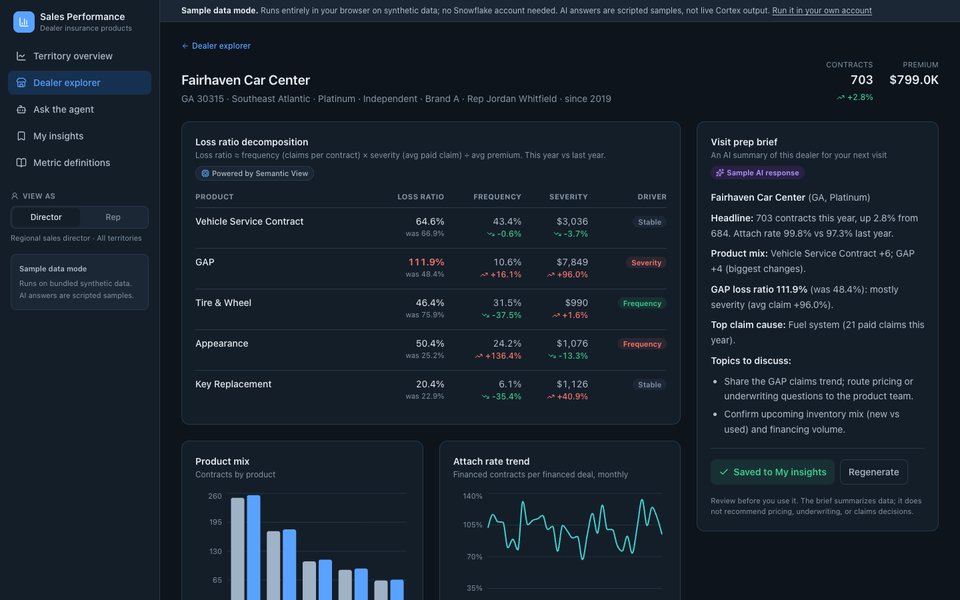 Sample data mode. Runs entirely in your browser on synthetic data; no Snowflake account needed. AI answers are scripted samples, not live Cortex output. Run it in your own account
Sales Performance
Dealer insurance products
Territory overview
Dealer explorer
Ask the agent
My insights
Metric definitions
VIEW AS
Director Rep
Regional sales director · All territories
Sample data mode
Runs on bundled synthetic data.
AI answers are scripted samples.
← Dealer explorer
Fairhaven Car Center
GA 30315 · Southeast Atlantic · Platinum · Independent · Brand A · Rep Jordan Whitfield · since 2019
CONTRACTS PREMIUM
703 $799.0K
+2.8%
Loss ratio decomposition
Loss ratio = frequency (claims per contract) × severity (avg paid claim) ÷ avg premium. This year vs last year.
Powered by Semantic View
PRODUCT LOSS RATIO FREQUENCY SEVERITY DRIVER
Vehicle Service Contract 64.6% 43.4% $3,036 Stable
was 66.9% -0.6% -3.7%
GAP 111.9% 10.6% $7,849 Severity
was 48.4% +16.1% +96.0%
Tire & Wheel 46.4% 31.5% $990 Frequency
was 75.9% -37.5% +1.6%
Appearance 50.4% 24.2% $1,076 Frequency
was 25.2% +136.4% -13.3%
Key Replacement 20.4% 6.1% $1,126 Stable
was 22.9% -35.4% +40.9%
Visit prep brief
An AI summary of this dealer for your next visit
Sample AI response
Fairhaven Car Center (GA, Platinum)
Headline: 703 contracts this year, up 2.8% from
684. Attach rate 99.8% vs 97.3% last year.
Product mix: Vehicle Service Contract +6; GAP
+4 (biggest changes).
GAP loss ratio 111.9% (was 48.4%): mostly
severity (avg claim +96.0%).
Top claim cause: Fuel system (21 paid claims this
year).
Topics to discuss:
• Share the GAP claims trend; route pricing or
underwriting questions to the product team.
• Confirm upcoming inventory mix (new vs
used) and financing volume.
Saved to My insights Regenerate
Review before you use it. The brief summarizes data; it does
not recommend pricing, underwriting, or claims decisions.
Product mix
Contracts by product
260
195
130
65
Attach rate trend
Financed contracts per financed deal, monthly
140%
105%
70%
35%